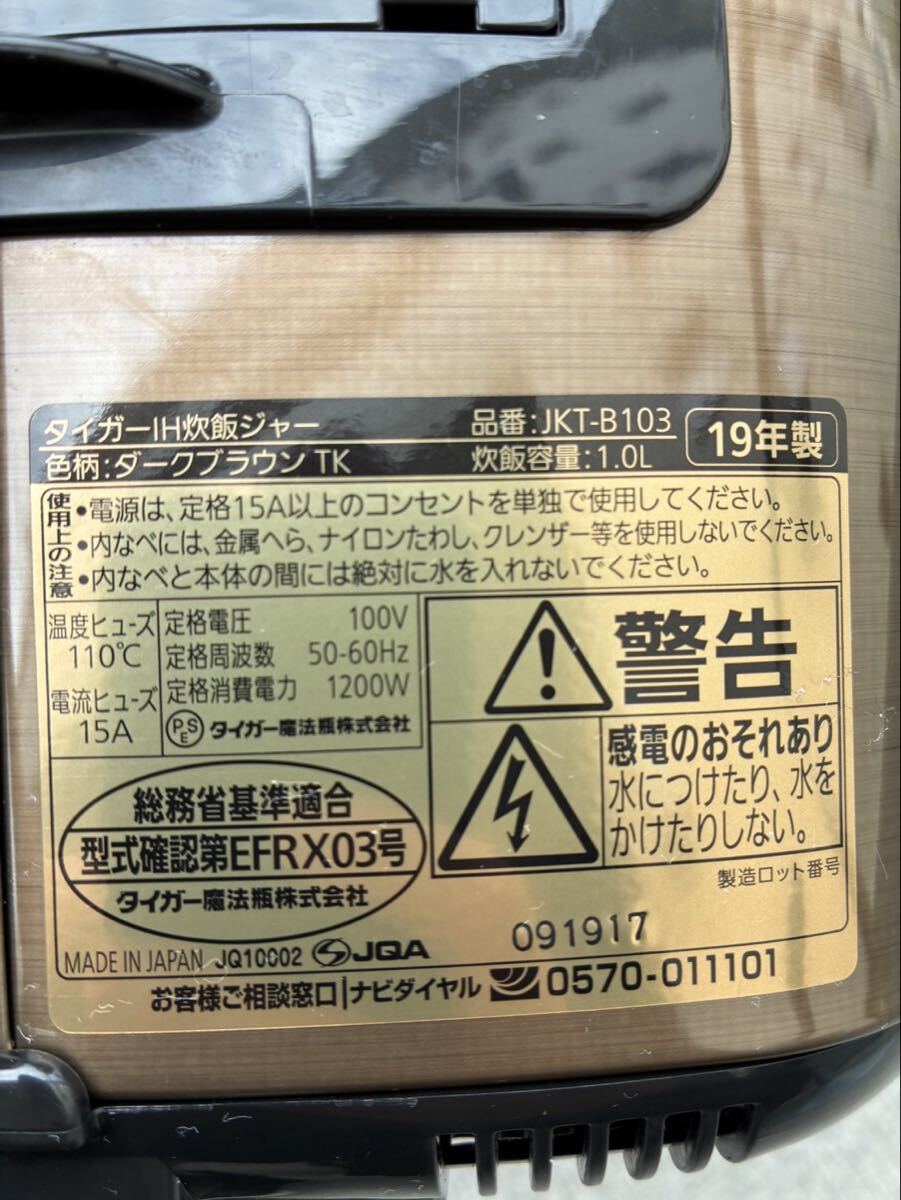 タイガーIH炊飯ジャー 品番:JKT-B103 19年製
色柄:ダークブラウン TK 炊飯容量:1.0L
使用上の注意
•電源は、定格15A以上のコンセントを単独で使用してください。
•内なべには、金属へら、ナイロンたわし、クレンザー等を使用しないでください。
•内なべと本体の間には絶対に水を入れないでください。
温度ヒューズ
110℃
電流ヒューズ
15A
定格電圧 100V
定格周波数 50-60Hz
定格消費電力 1200W
PSE タイガー魔法瓶株式会社
警告
感電のおそれあり
水につけたり、水を
かけたりしない。
総務省基準適合
型式確認第EFRX03号
タイガー魔法瓶株式会社
製造ロット番号
091917
MADE IN JAPAN JQ10002 JQA
お客様ご相談窓口 ナビダイヤル 0570-011101